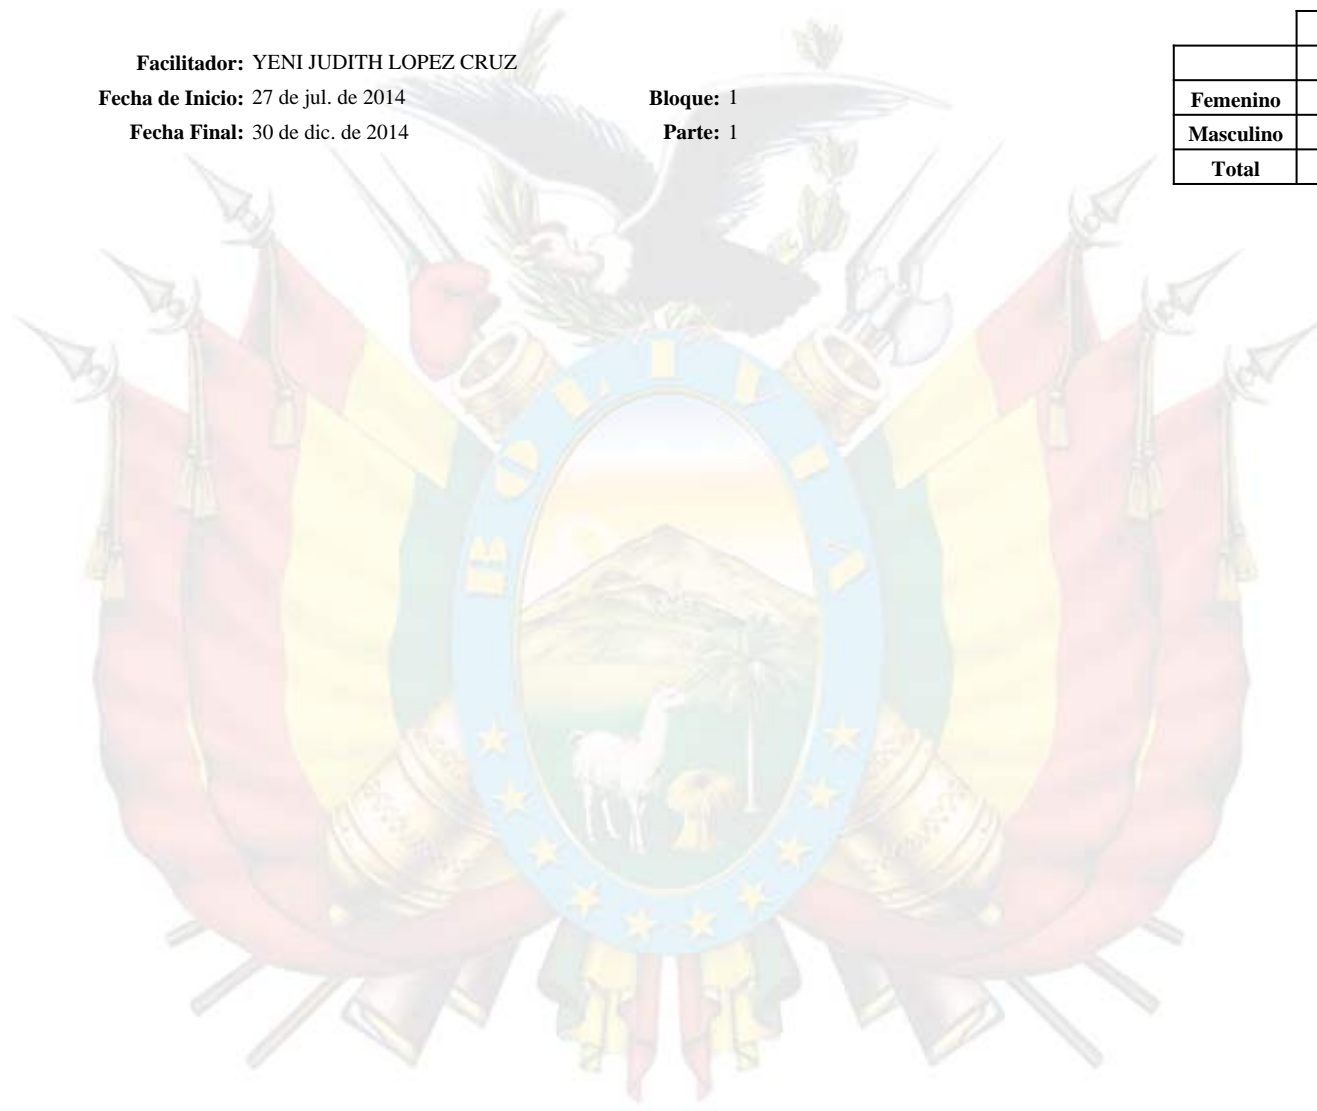 Facilitador: YENI JUDITH LOPEZ CRUZ
Fecha de Inicio: 27 de jul. de 2014 Bloque: 1
Fecha Final: 30 de dic. de 2014 Parte: 1
Femenino
Masculino
Total
BOLIVIA